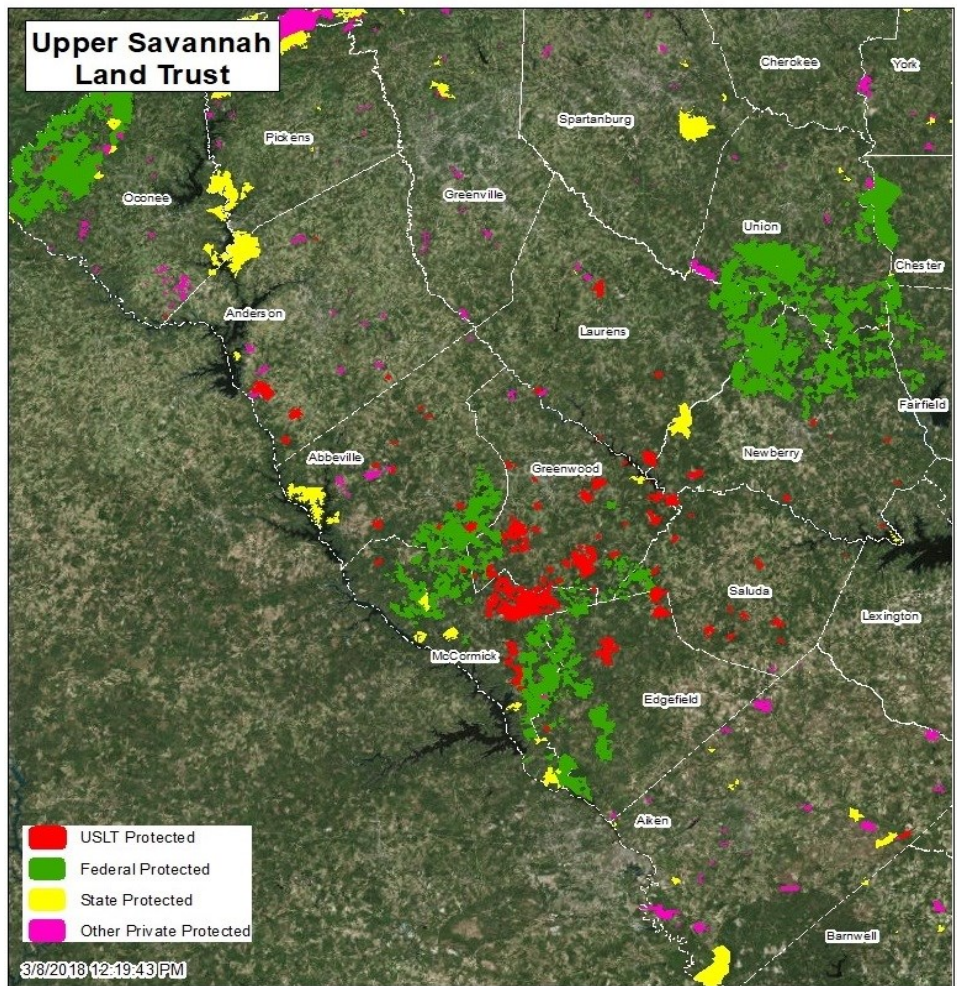 Upper Savannah
Land Trust
Cherokee
York
Spartanburg
Pickens
Oconee
Greenville
Union
Chester
Anderson
Laurens
Fairfield
Abbeville
Greenwood
Newberry
Saluda
Lexington
McCormick
Edgefield
Aiken
Barnwell
USLT Protected
Federal Protected
State Protected
Other Private Protected
3/8/2018 12:19:43 PM